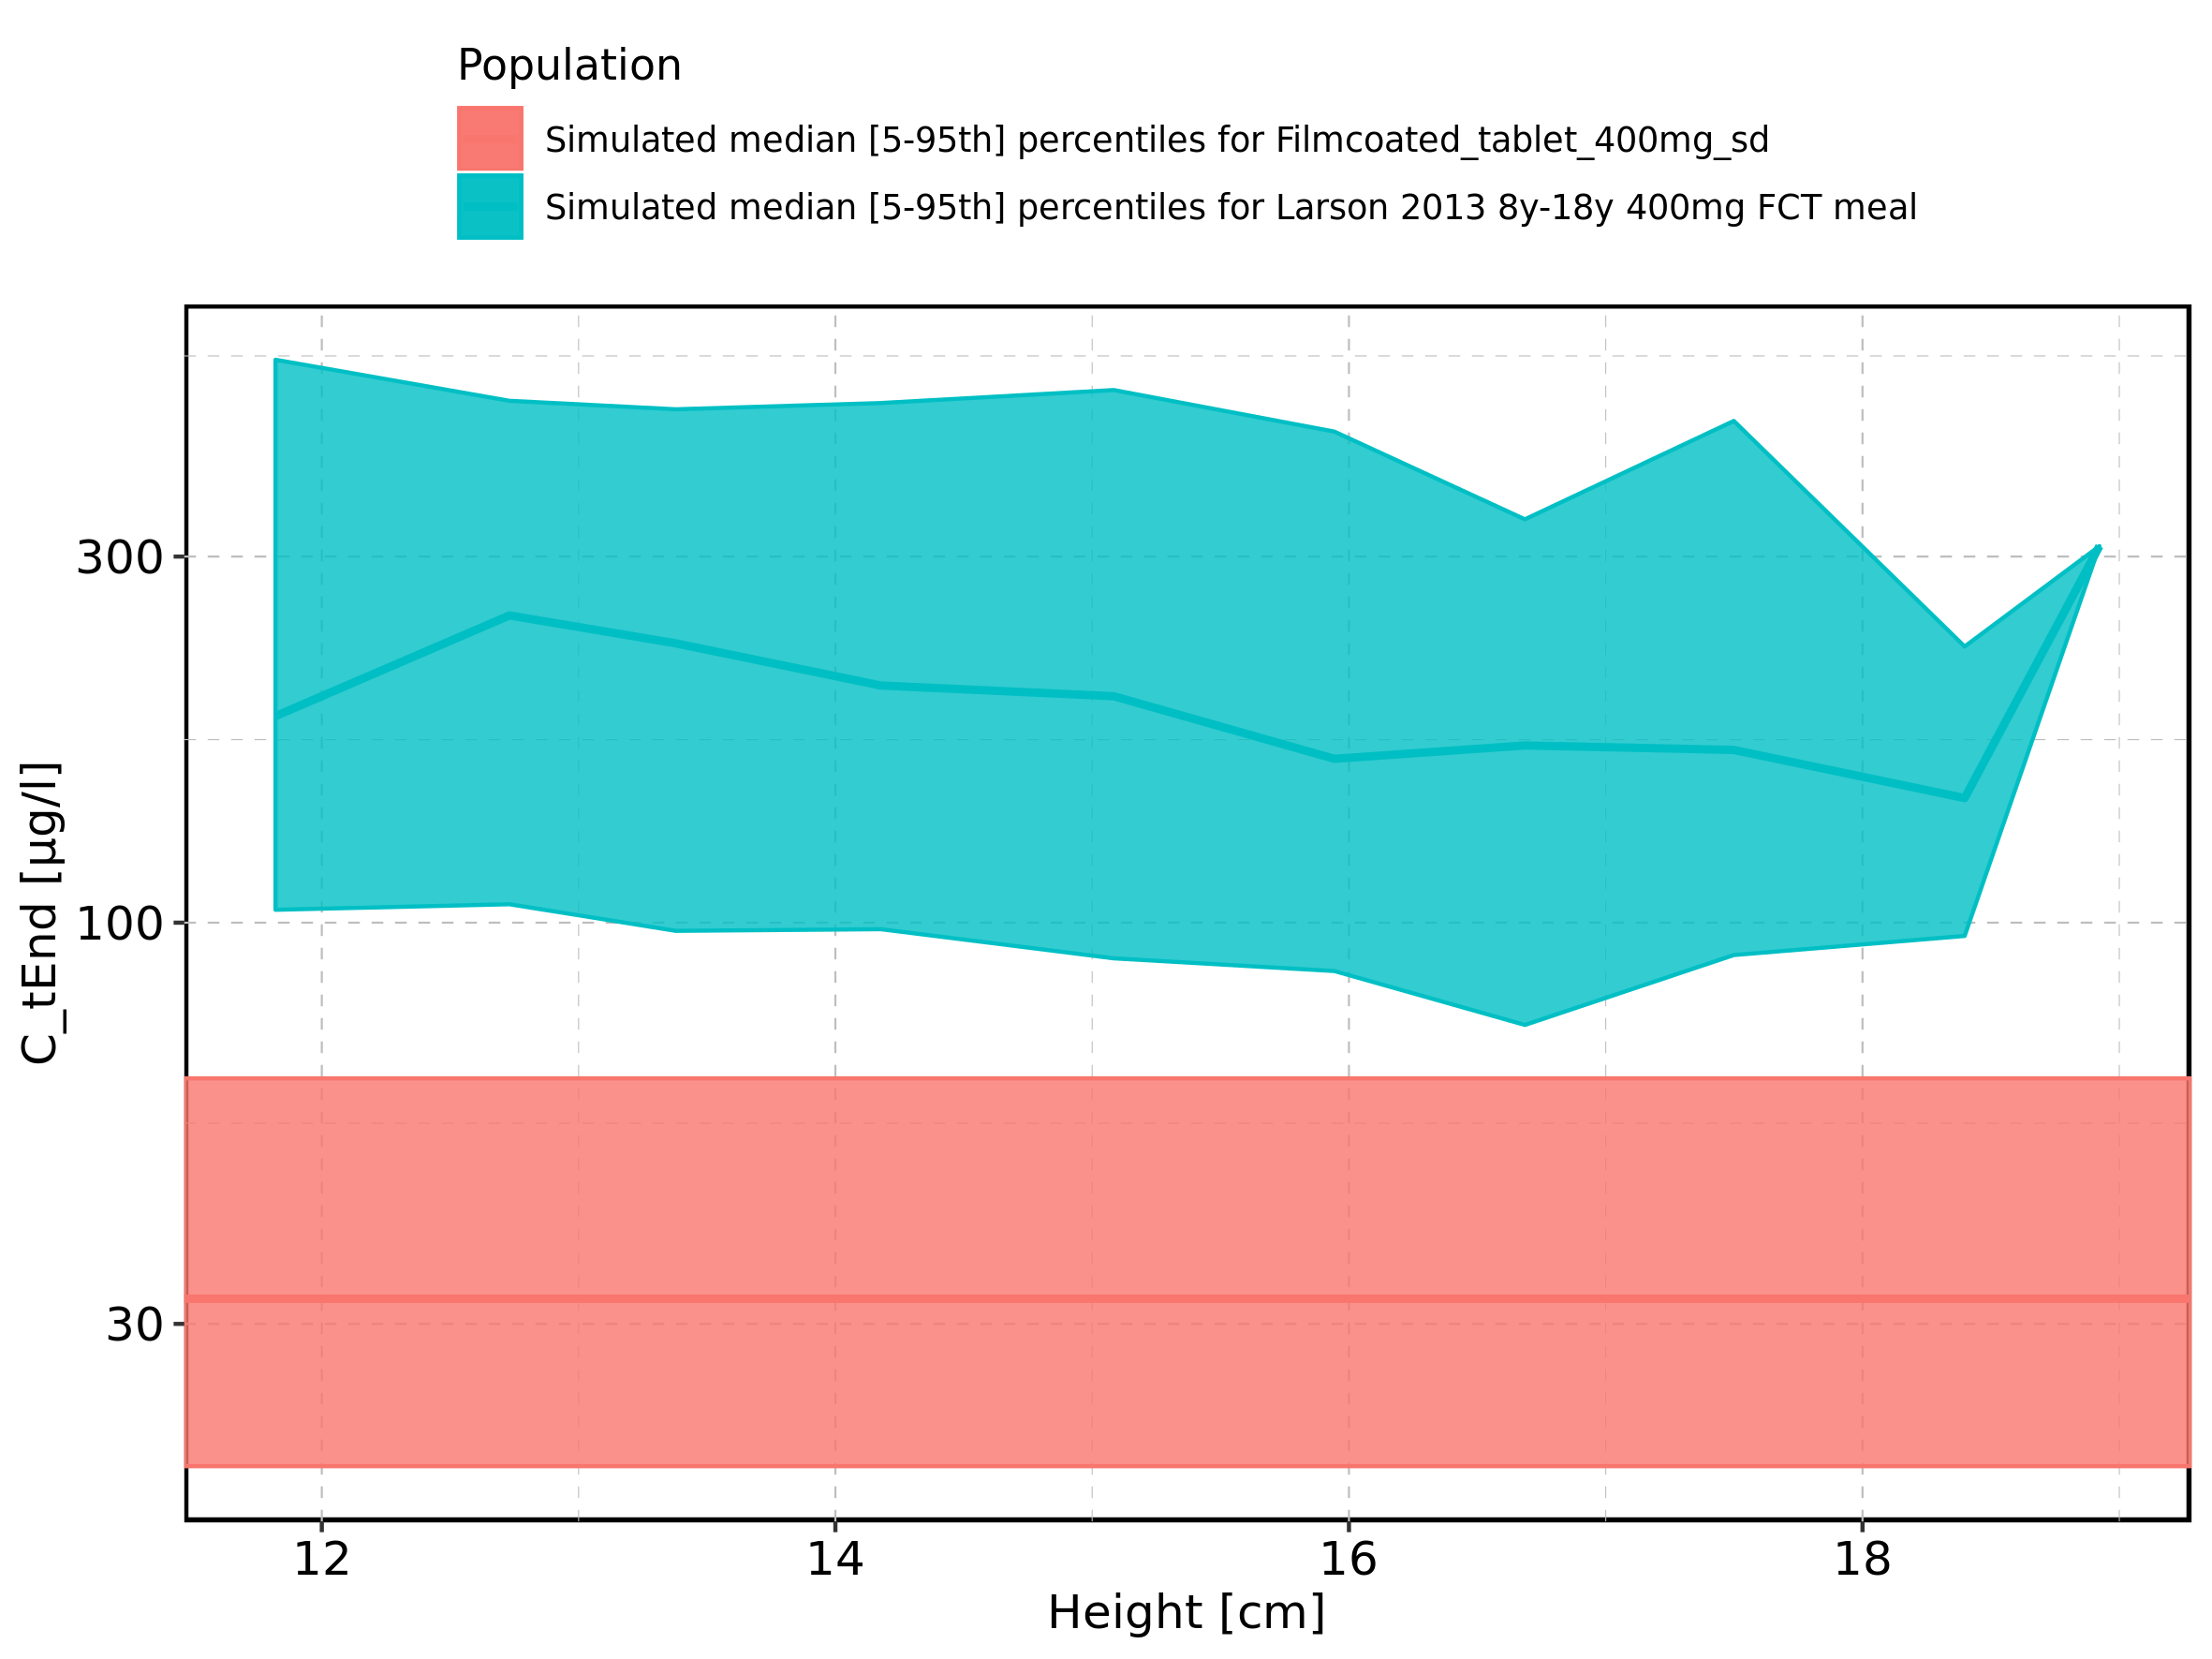 Population
Simulated median [5-95th] percentiles for Filmcoated_tablet_400mg_sd
Simulated median [5-95th] percentiles for Larson 2013 8y-18y 400mg FCT meal
C_tEnd [µg/l]
300
100
30
12 14 16 18
Height [cm]